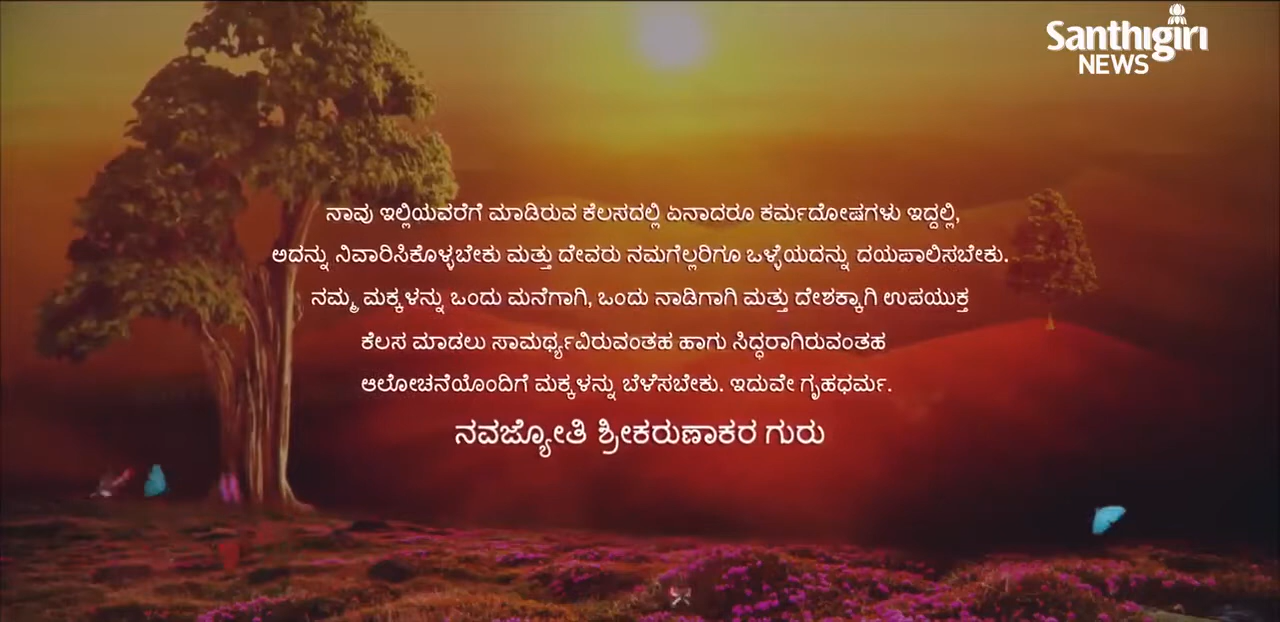 Santhigiri
NEWS
ನಾವು ಇಲ್ಲಿಯವರೆಗೆ ಮಾಡಿರುವ ಕೆಲಸದಲ್ಲಿ ಏನಾದರೂ ಕರ್ಮದೋಷಗಳು ಇದ್ದಲ್ಲಿ,
ಅದನ್ನು ನಿವಾರಿಸಿಕೊಳ್ಳಬೇಕು ಮತ್ತು ದೇವರು ನಮಗೆಲ್ಲರಿಗೂ ಒಳ್ಳೆಯದನ್ನು ದಯಪಾಲಿಸಬೇಕು.
ನಮ್ಮ ಮಕ್ಕಳನ್ನು ಒಂದು ಮನೆಗಾಗಿ, ಒಂದು ನಾಡಿಗಾಗಿ ಮತ್ತು ದೇಶಕ್ಕಾಗಿ ಉಪಯುಕ್ತ
ಕೆಲಸ ಮಾಡಲು ಸಾಮರ್ಥ್ಯವಿರುವಂತಹ ಹಾಗು ಸಿದ್ಧರಾಗಿರುವಂತಹ
ಆಲೋಚನೆಯೊಂದಿಗೆ ಮಕ್ಕಳನ್ನು ಬೆಳೆಸಬೇಕು. ಇದುವೇ ಗೃಹಧರ್ಮ.
ನವಜ್ಯೋತಿ ಶ್ರೀಕರುಣಾಕರ ಗುರು